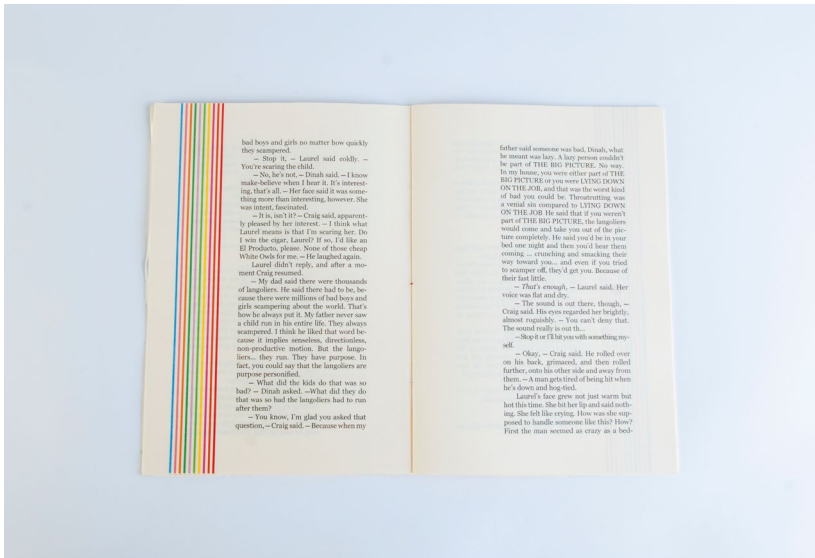 bad boys and girls no matter how quickly
they scampered.
— Stop it, — Laurel said coldly. —
You're scaring the child.
— No, he's not, — Dinah said. — I know
make-believe when I hear it. It's interest-
ing, that's all. — Her face said it was some-
thing more than interesting, however. She
was intent, fascinated.
— It is, isn't it? — Craig said, apparent-
ly pleased by her interest. — I think what
Laurel means is that I'm scaring her. Do
I win the cigar, Laurel? If so, I'd like an
El Producto, please. None of those cheap
White Owls for me. — He laughed again.
Laurel didn't reply, and after a mo-
ment Craig resumed.
— My dad said there were thousands
of langoliers. He said there had to be, be-
cause there were millions of bad boys and
girls scampering about the world. That's
how he always put it. My father never saw
a child run in his entire life. They always
scampered. I think he liked that word be-
cause it implies senseless, directionless,
non-productive motion. But the lango-
liers... they run. They have purpose. In
fact, you could say that the langoliers are
purpose personified.
— What did the kids do that was so
bad? — Dinah asked. —What did they do
that was so bad the langoliers had to run
after them?
— You know, I'm glad you asked that
question, — Craig said. — Because when my
father said someone was bad, Dinah, what
he meant was lazy. A lazy person couldn't
be part of THE BIG PICTURE. No way.
In my house, you were either part of THE
BIG PICTURE or you were LYING DOWN
ON THE JOB, and that was the worst kind
of bad you could be. Throatcutting was
a venial sin compared to LYING DOWN
ON THE JOB He said that if you weren't
part of THE BIG PICTURE, the langoliers
would come and take you out of the pic-
ture completely. He said you'd be in your
bed one night and then you'd hear them
coming ... crunching and smacking their
way toward you... and even if you tried
to scamper off, they'd get you. Because of
their fast little.
— That's enough, — Laurel said. Her
voice was flat and dry.
— The sound is out there, though, —
Craig said. His eyes regarded her brightly,
almost roguishly. — You can't deny that.
The sound really is out th...
— Stop it or I'll hit you with something my-
self.
— Okay, — Craig said. He rolled over
on his back, grimaced, and then rolled
further, onto his other side and away from
them. — A man gets tired of being hit when
he's down and hog-tied.
Laurel's face grew not just warm but
hot this time. She bit her lip and said noth-
ing. She felt like crying. How was she sup-
posed to handle someone like this? How?
First the man seemed as crazy as a bed-